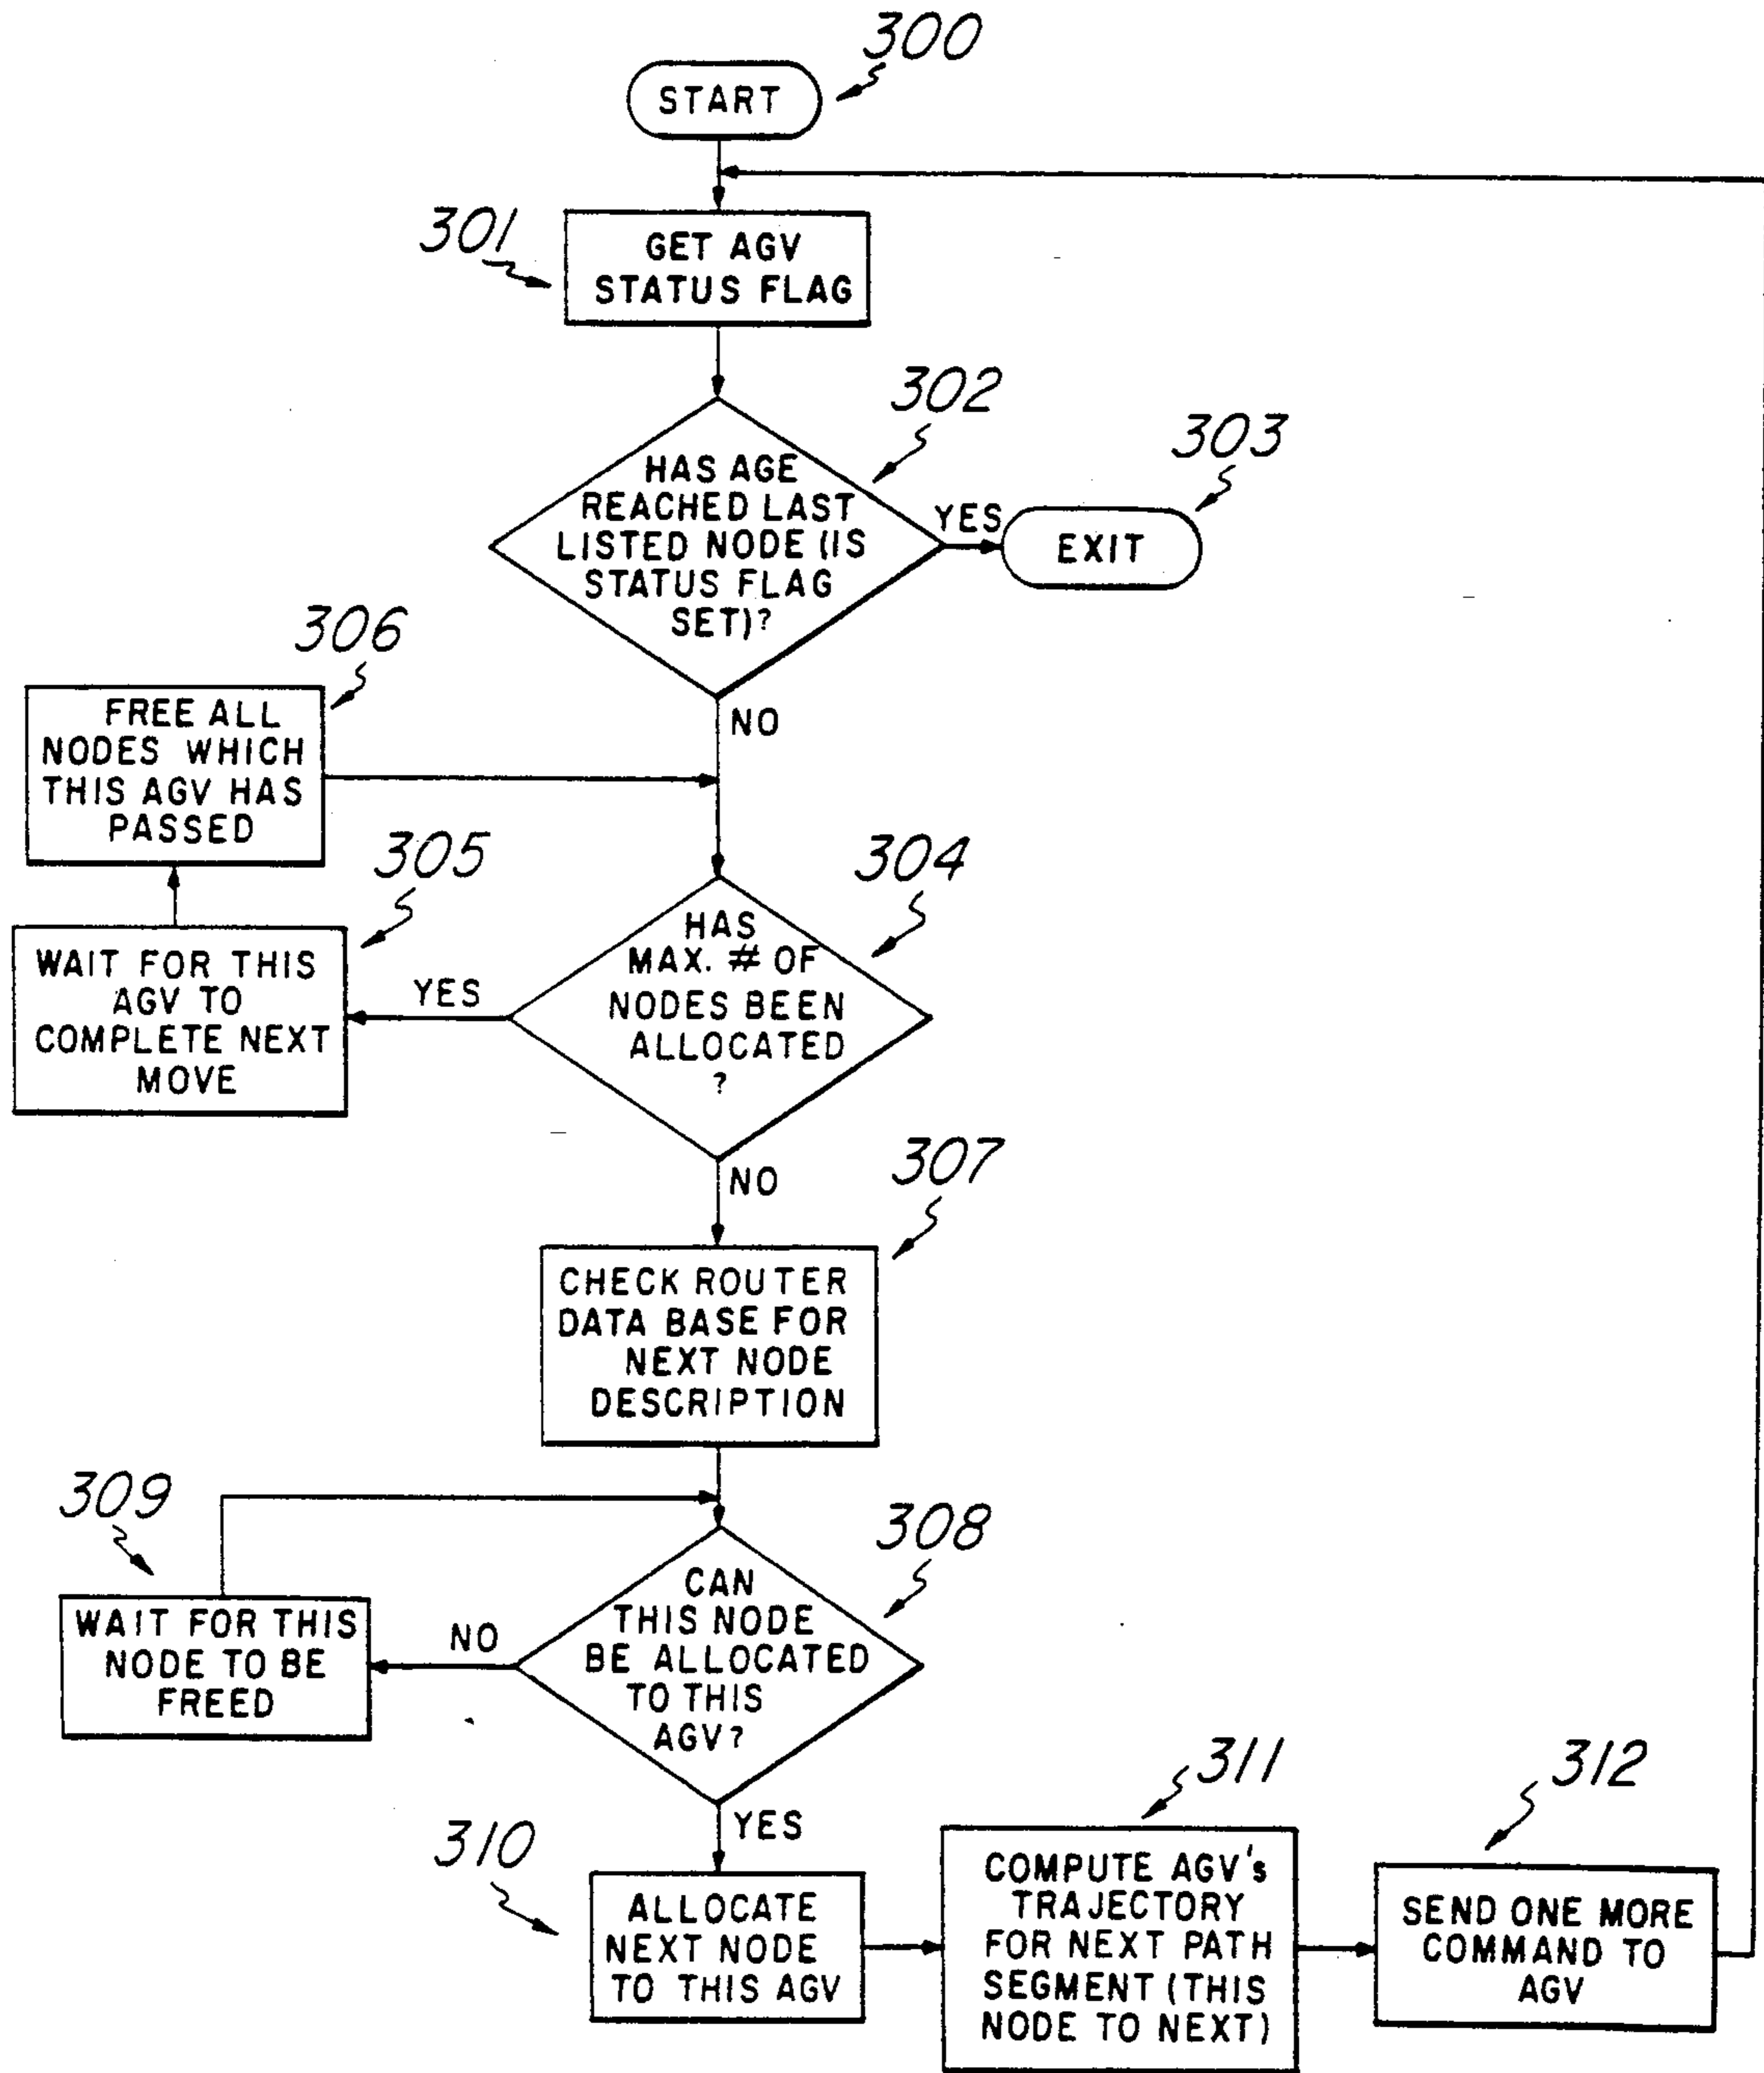 300
START
301
GET AGV
STATUS FLAG
302
HAS AGE
REACHED LAST
LISTED NODE (IS
STATUS FLAG
SET)?
YES
303
EXIT
NO
306
FREE ALL
NODES WHICH
THIS AGV HAS
PASSED
305
WAIT FOR THIS
AGV TO
COMPLETE NEXT
MOVE
YES
304
HAS
MAX. # OF
NODES BEEN
ALLOCATED
?
NO
307
CHECK ROUTER
DATA BASE FOR
NEXT NODE
DESCRIPTION
309
WAIT FOR THIS
NODE TO BE
FREED
NO
308
CAN
THIS NODE
BE ALLOCATED
TO THIS
AGV?
YES
310
ALLOCATE
NEXT NODE
TO THIS AGV
311
COMPUTE AGV's
TRAJECTORY
FOR NEXT PATH
SEGMENT (THIS
NODE TO NEXT)
312
SEND ONE MORE
COMMAND TO
AGV